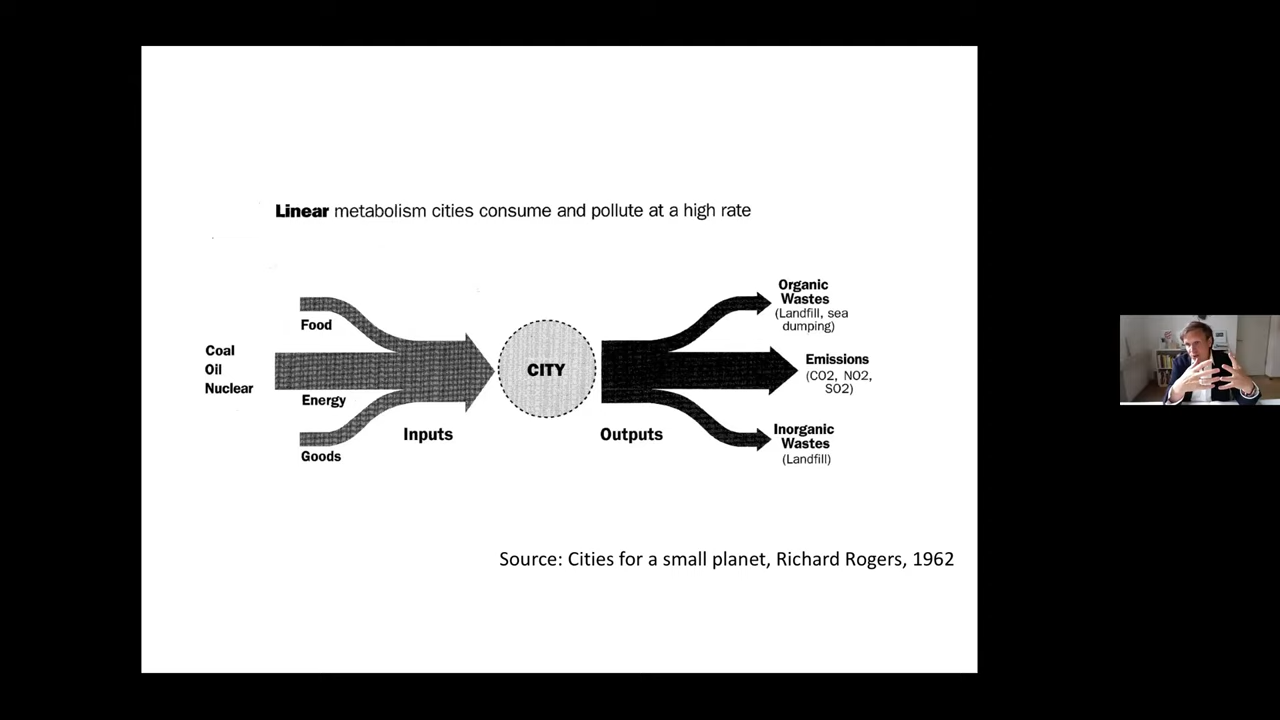 Linear metabolism cities consume and pollute at a high rate
Food
Coal
Oil
Nuclear
Energy
Goods
Inputs
CITY
Outputs
Organic
Wastes
(Landfill, sea
dumping)
Emissions
(CO2, NO2,
SO2)
Inorganic
Wastes
(Landfill)
Source: Cities for a small planet, Richard Rogers, 1962